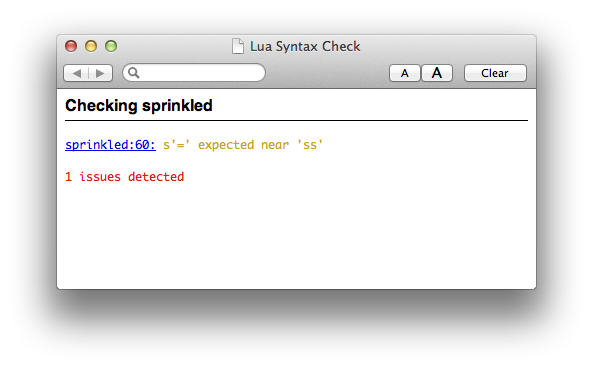 Lua Syntax Check
A A Clear
Checking sprinkled
sprinkled:60: s'=' expected near 'ss'
1 issues detected